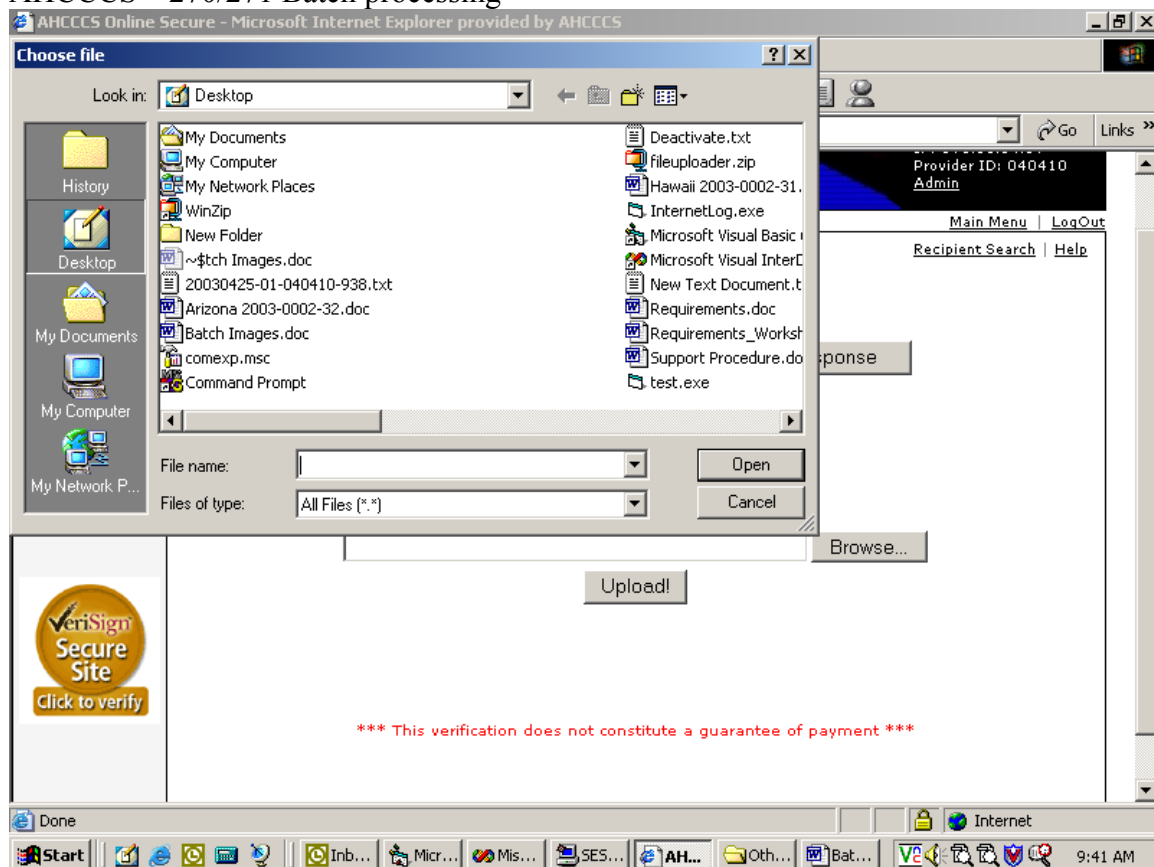 AHCCCS Online Secure - Microsoft Internet Explorer provided by AHCCCS
Choose file
Look in:
Desktop
History
Desktop
My Documents
My Computer
My Network P...
My Documents
My Computer
My Network Places
WinZip
New Folder
~$tch Images.doc
20030425-01-040410-938.txt
Arizona 2003-0002-32.doc
Batch Images.doc
comexp.msc
Command Prompt
Deactivate.txt
fileuploader.zip
Hawaii 2003-0002-31.
InternetLog.exe
Microsoft Visual Basic
Microsoft Visual InterD
New Text Document.t
Requirements.doc
Requirements_Worksh
Support Procedure.do
test.exe
File name:
Open
Files of type:
All Files (*.*)
Cancel
Go
Links »
Provider ID: 040410
Admin
Main Menu | LogOut
Recipient Search | Help
sponse
Browse...
Upload!
VeriSign
Secure
Site
Click to verify
*** This verification does not constitute a guarantee of payment ***
Done
Internet
Start
Inb...
Micr...
Mis...
SES...
AH...
Oth...
Bat...
9:41 AM